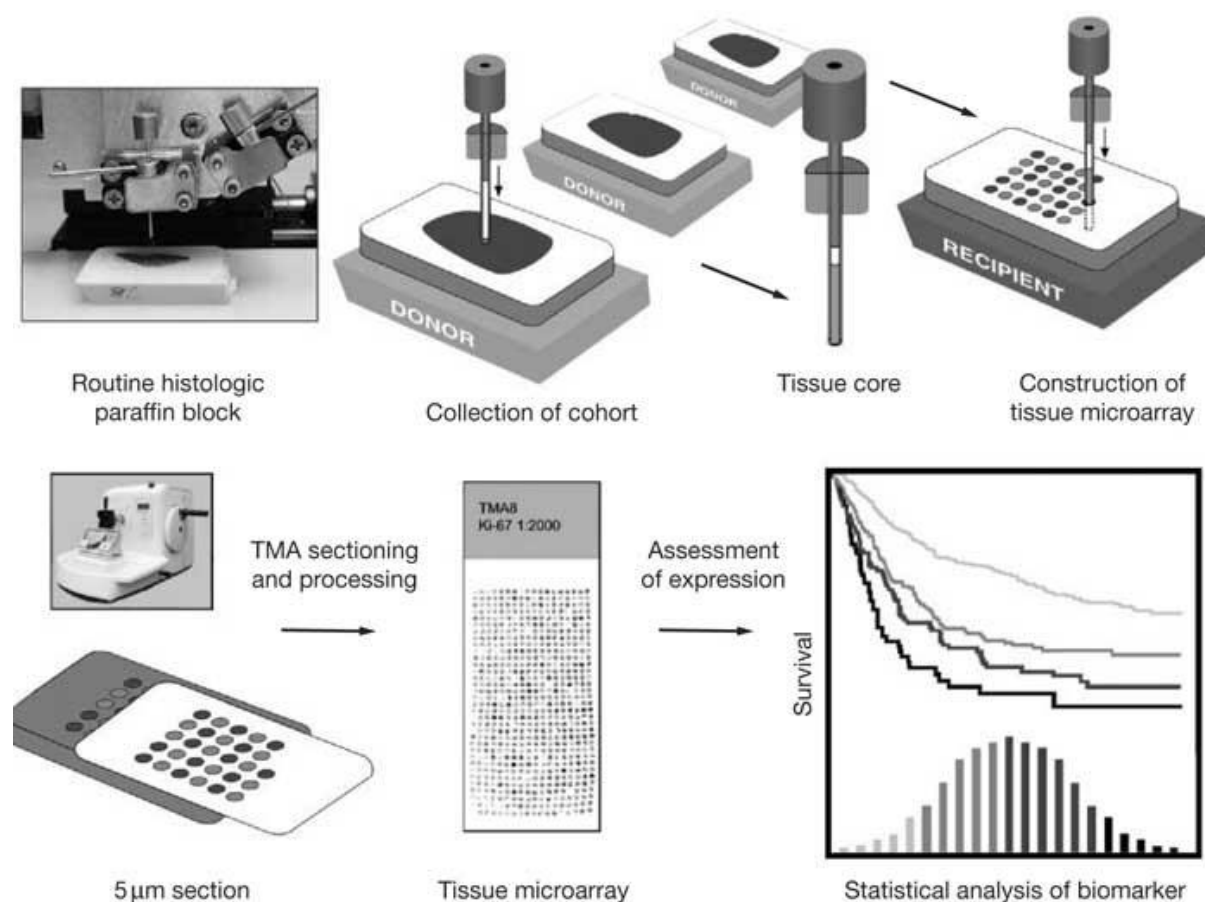 DONOR
DONOR
DONOR
RECIPIENT
Routine histologic
paraffin block
Collection of cohort
Tissue core
Construction of
tissue microarray
TMA8
Ki-67 1:2000
TMA sectioning
and processing
Assessment
of expression
Survival
5 µm section
Tissue microarray
Statistical analysis of biomarker